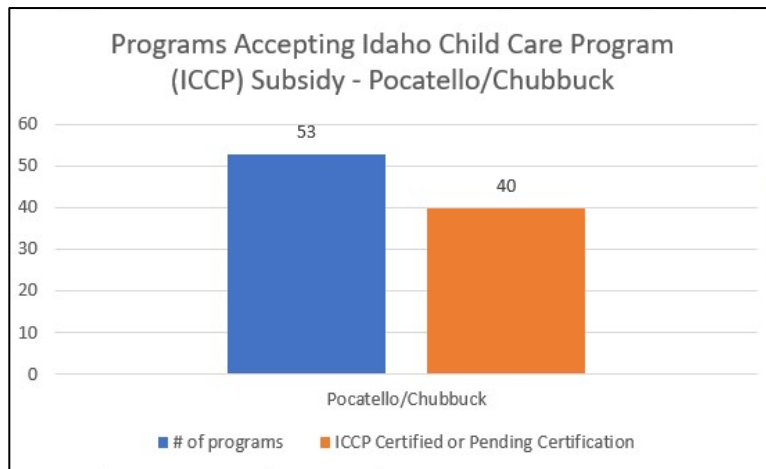 Programs Accepting Idaho Child Care Program
(ICCP) Subsidy - Pocatello/Chubbuck
60
53
50
40
40
30
20
10
0
Pocatello/Chubbuck
# of programs ICCP Certified or Pending Certification